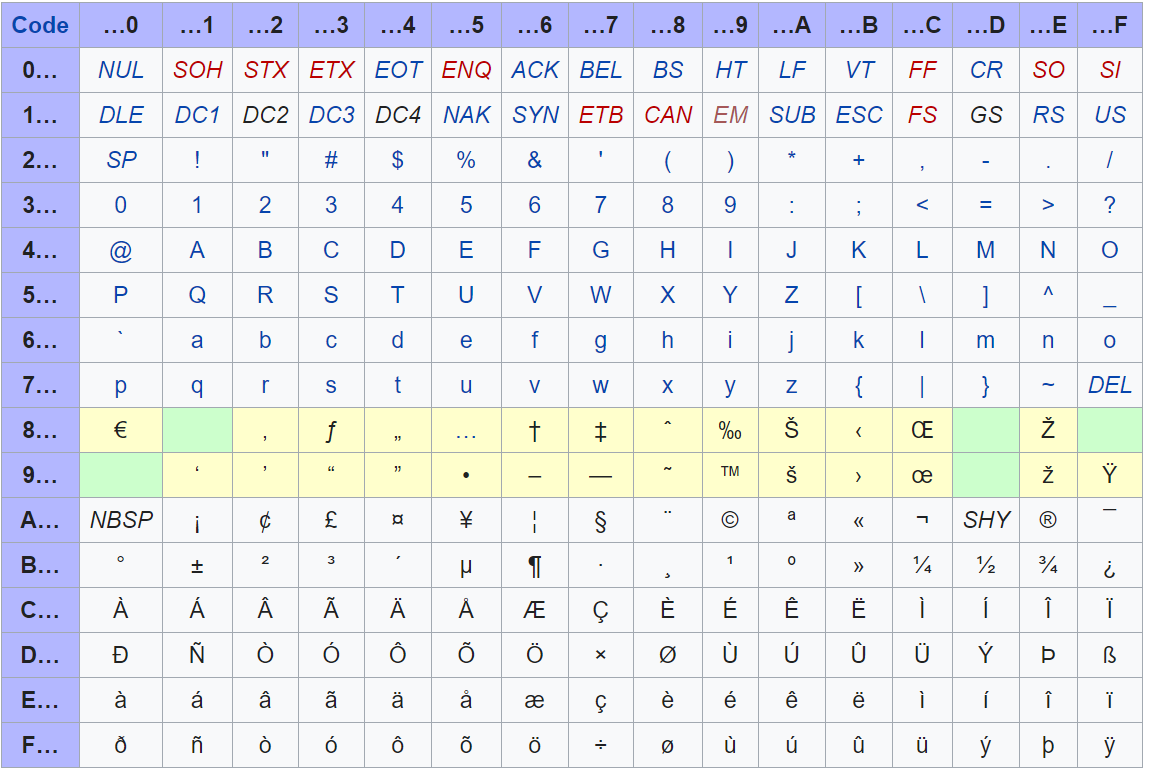 Code …0 …1 …2 …3 …4 …5 …6 …7 …8 …9 …A …B …C …D …E …F
0… NUL SOH STX ETX EOT ENQ ACK BEL BS HT LF VT FF CR SO SI
1… DLE DC1 DC2 DC3 DC4 NAK SYN ETB CAN EM SUB ESC FS GS RS US
2… SP ! " # $ % & ' ( ) * + , - . /
3… 0 1 2 3 4 5 6 7 8 9 : ; < = > ?
4… @ A B C D E F G H I J K L M N O
5… P Q R S T U V W X Y Z [ \ ] ^ _
6… ` a b c d e f g h i j k l m n o
7… p q r s t u v w x y z { | } ~ DEL
8… € ‚ ƒ „ … † ‡ ˆ ‰ Š ‹ Œ Ž
9… ‘ ’ “ ” • – — ˜ ™ š › œ ž Ÿ
A… NBSP ¡ ¢ £ ¤ ¥ ¦ § ¨ © ª « ¬ SHY ® ¯
B… ° ± ² ³ ´ µ ¶ · ¸ ¹ º » ¼ ½ ¾ ¿
C… À Á Â Ã Ä Å Æ Ç È É Ê Ë Ì Í Î Ï
D… Ð Ñ Ò Ó Ô Õ Ö × Ø Ù Ú Û Ü Ý Þ ß
E… à á â ã ä å æ ç è é ê ë ì í î ï
F… ð ñ ò ó ô õ ö ÷ ø ù ú û ü ý þ ÿ